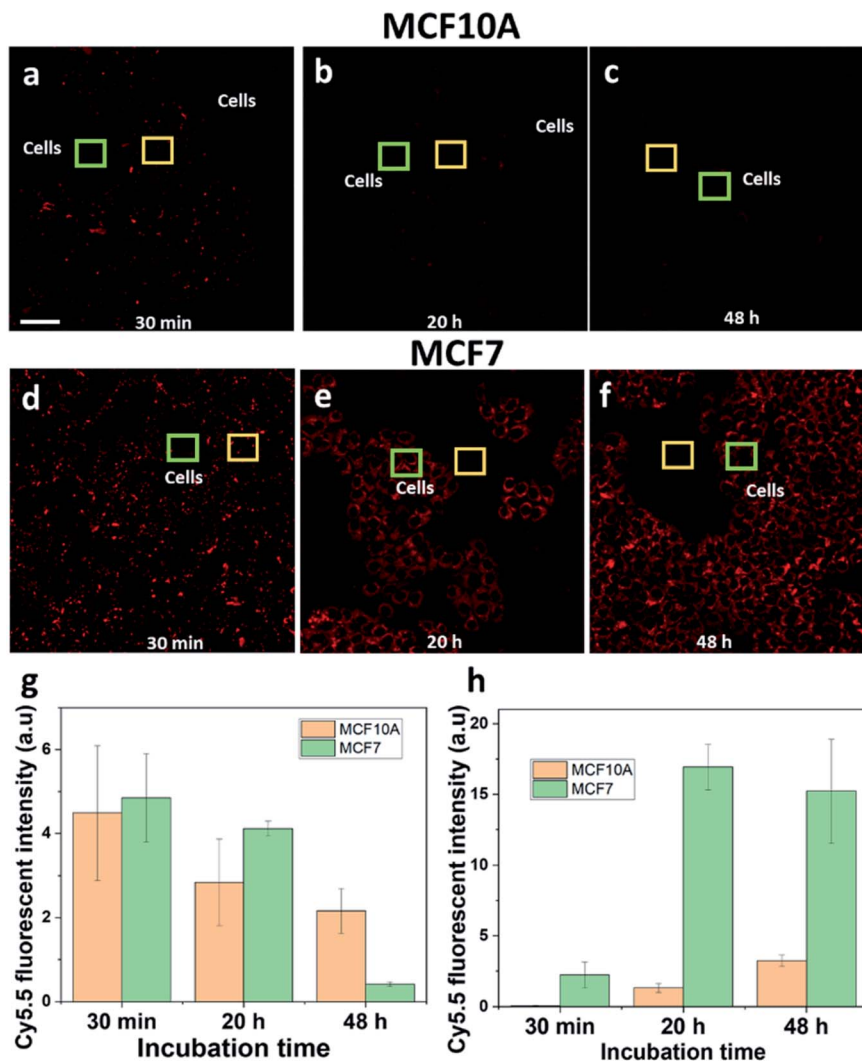 MCF10A
a
Cells
Cells
30 min
b
Cells
Cells
20 h
c
Cells
48 h
MCF7
d
Cells
30 min
e
Cells
20 h
f
Cells
48 h
g
Cy5.5 fluorescent intensity (a.u)
6
4
2
0
MCF10A
MCF7
30 min 20 h 48 h
Incubation time
h
Cy5.5 fluorescent intensity (a.u)
20
15
10
5
0
MCF10A
MCF7
30 min 20 h 48 h
Incubation time